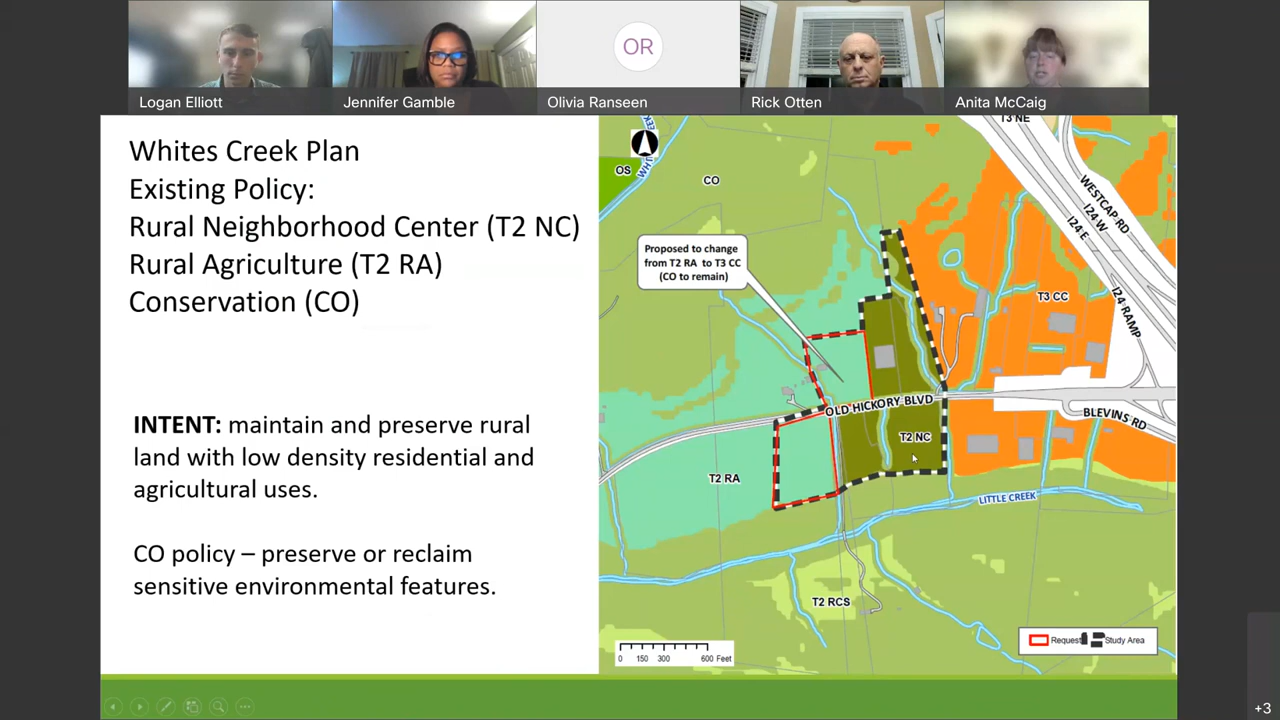 OR
Logan Elliott
Jennifer Gamble
Olivia Ranseen
Rick Otten
Anita McCaig
Whites Creek Plan
Existing Policy:
Rural Neighborhood Center (T2 NC)
Rural Agriculture (T2 RA)
Conservation (CO)
INTENT: maintain and preserve rural
land with low density residential and
agricultural uses.
CO policy – preserve or reclaim
sensitive environmental features.
T3 NE
OS
CO
WESTCAP RD
I24 W
I24 E
Proposed to change
from T2 RA to T3 CC
(CO to remain)
T3 CC
I24 RAMP
OLD HICKORY BLVD
BLEVINS RD
T2 NC
T2 RA
LITTLE CREEK
T2 RCS
Request
Study Area
0 150 300 600 Feet
+3